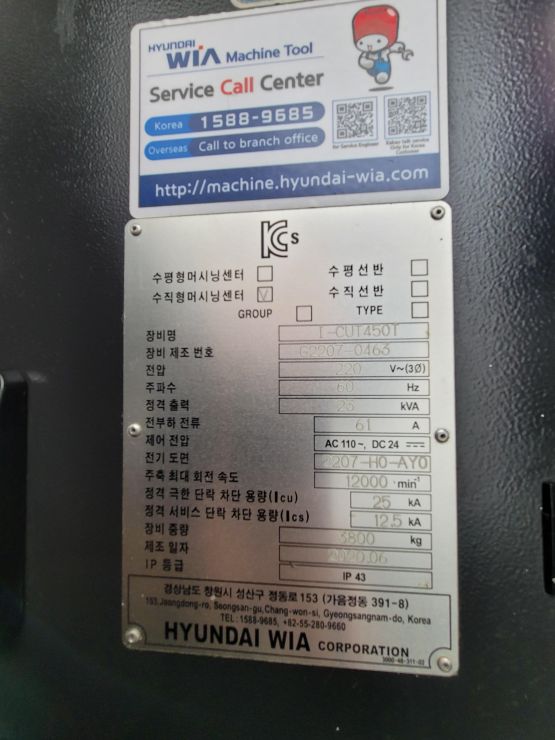 HYUNDAI
WIA Machine Tool
Service Call Center
Korea 1588-9685
Overseas Call to branch office
for Service Engineer
Kakao talk service Only for Korea Customer
http://machine.hyundai-wia.com
KCs
수평형머시닝센터 수평선반
수직형머시닝센터 V 수직선반
GROUP TYPE
장비명 I-CUT450T
장비 제조 번호 G2207-0463
전압 220 V~(3Ø)
주파수 60 Hz
정격 출력 25 kVA
전부하 전류 61 A
제어 전압 AC 110~, DC 24
전기 도면 2207-H0-AY0
주축 최대 회전 속도 12000 min⁻¹
정격 극한 단락 차단 용량(Icu) 25 kA
정격 서비스 단락 차단 용량(Ics) 12.5 kA
장비 중량 3800 kg
제조 일자 2020.06
IP 등급 IP 43
경상남도 창원시 성산구 정동로 153 (가음정동 391-8)
153,Jeongdong-ro, Seongsan-gu,Chang-won-si, Gyeongsangnam-do, Korea
TEL:1588-9685, +82-55-280-9660
HYUNDAI WIA CORPORATION